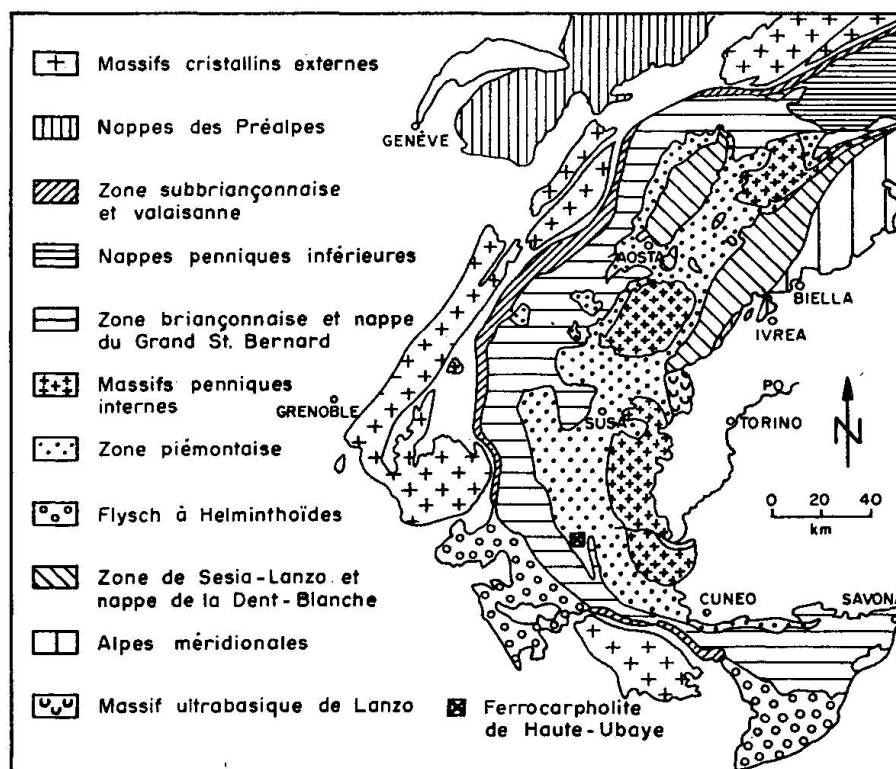 Massifs cristallins externes
Nappes des Préalpes
Zone subbriançonnaise
et valaisanne
Nappes penniques inférieures
Zone briançonnaise et nappe
du Grand St. Bernard
Massifs penniques
internes
Zone piémontaise
Flysch à Helminthoïdes
Zone de Sesia-Lanzo et
nappe de la Dent-Blanche
Alpes méridionales
Massif ultrabasique de Lanzo
Ferrocarpholite
de Haute-Ubaye
GENÈVE
AOSTA
BIELLA
IVREA
GRENOBLE
PO
SUSA
TORINO
N
0 20 40
km
CUNEO
SAVONA